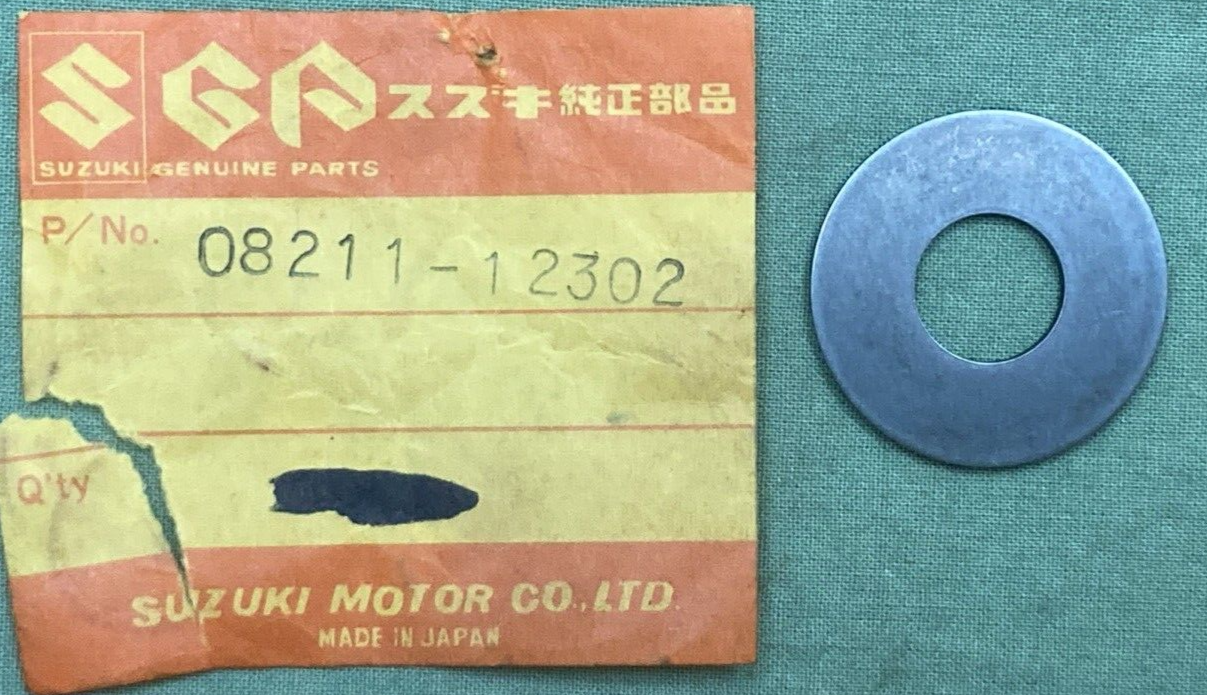 SGP スズキ純正部品
SUZUKI GENUINE PARTS
P/No. 08211-12302
Q'ty
SUZUKI MOTOR CO.,LTD.
MADE IN JAPAN